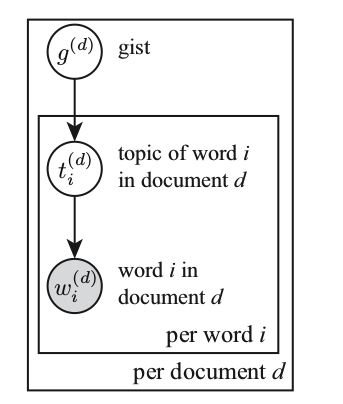 g^(d) gist
t_i^(d) topic of word i
in document d
w_i^(d) word i in
document d
per word i
per document d